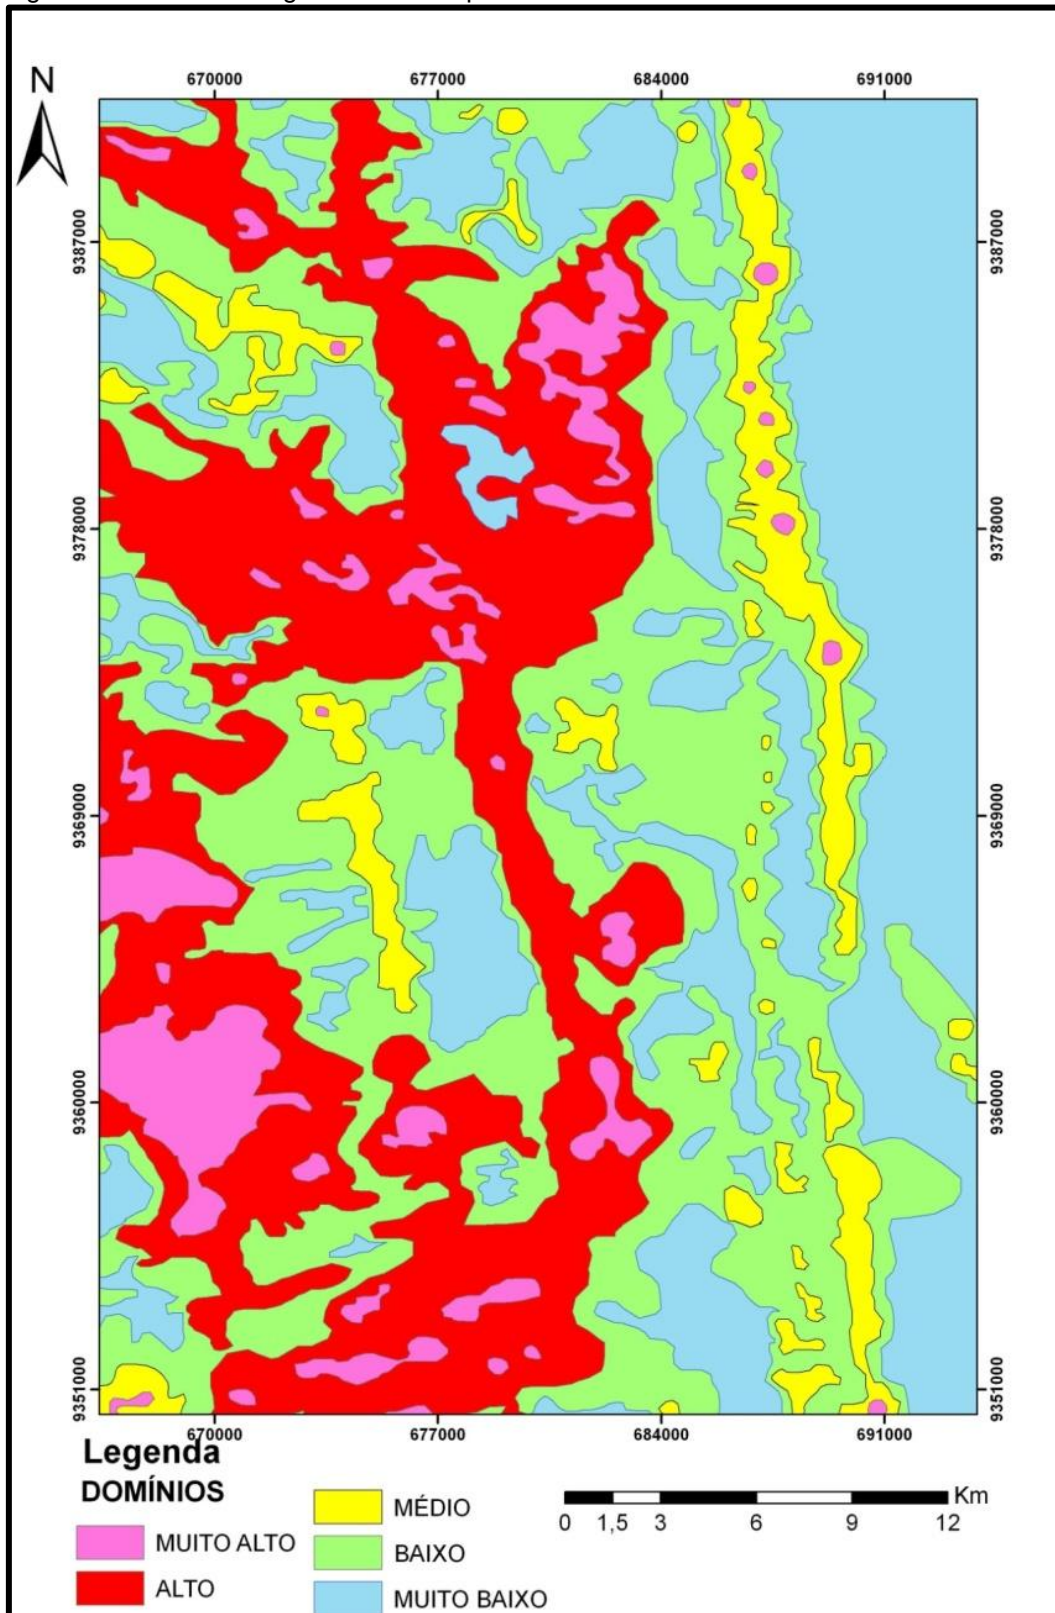 N
670000 677000 684000 691000
9387000 9387000
9378000 9378000
9369000 9369000
9360000 9360000
9351000 9351000
670000 677000 684000 691000
Legenda
DOMÍNIOS
MUITO ALTO
ALTO
MÉDIO
BAIXO
MUITO BAIXO
Km
0 1,5 3 6 9 12